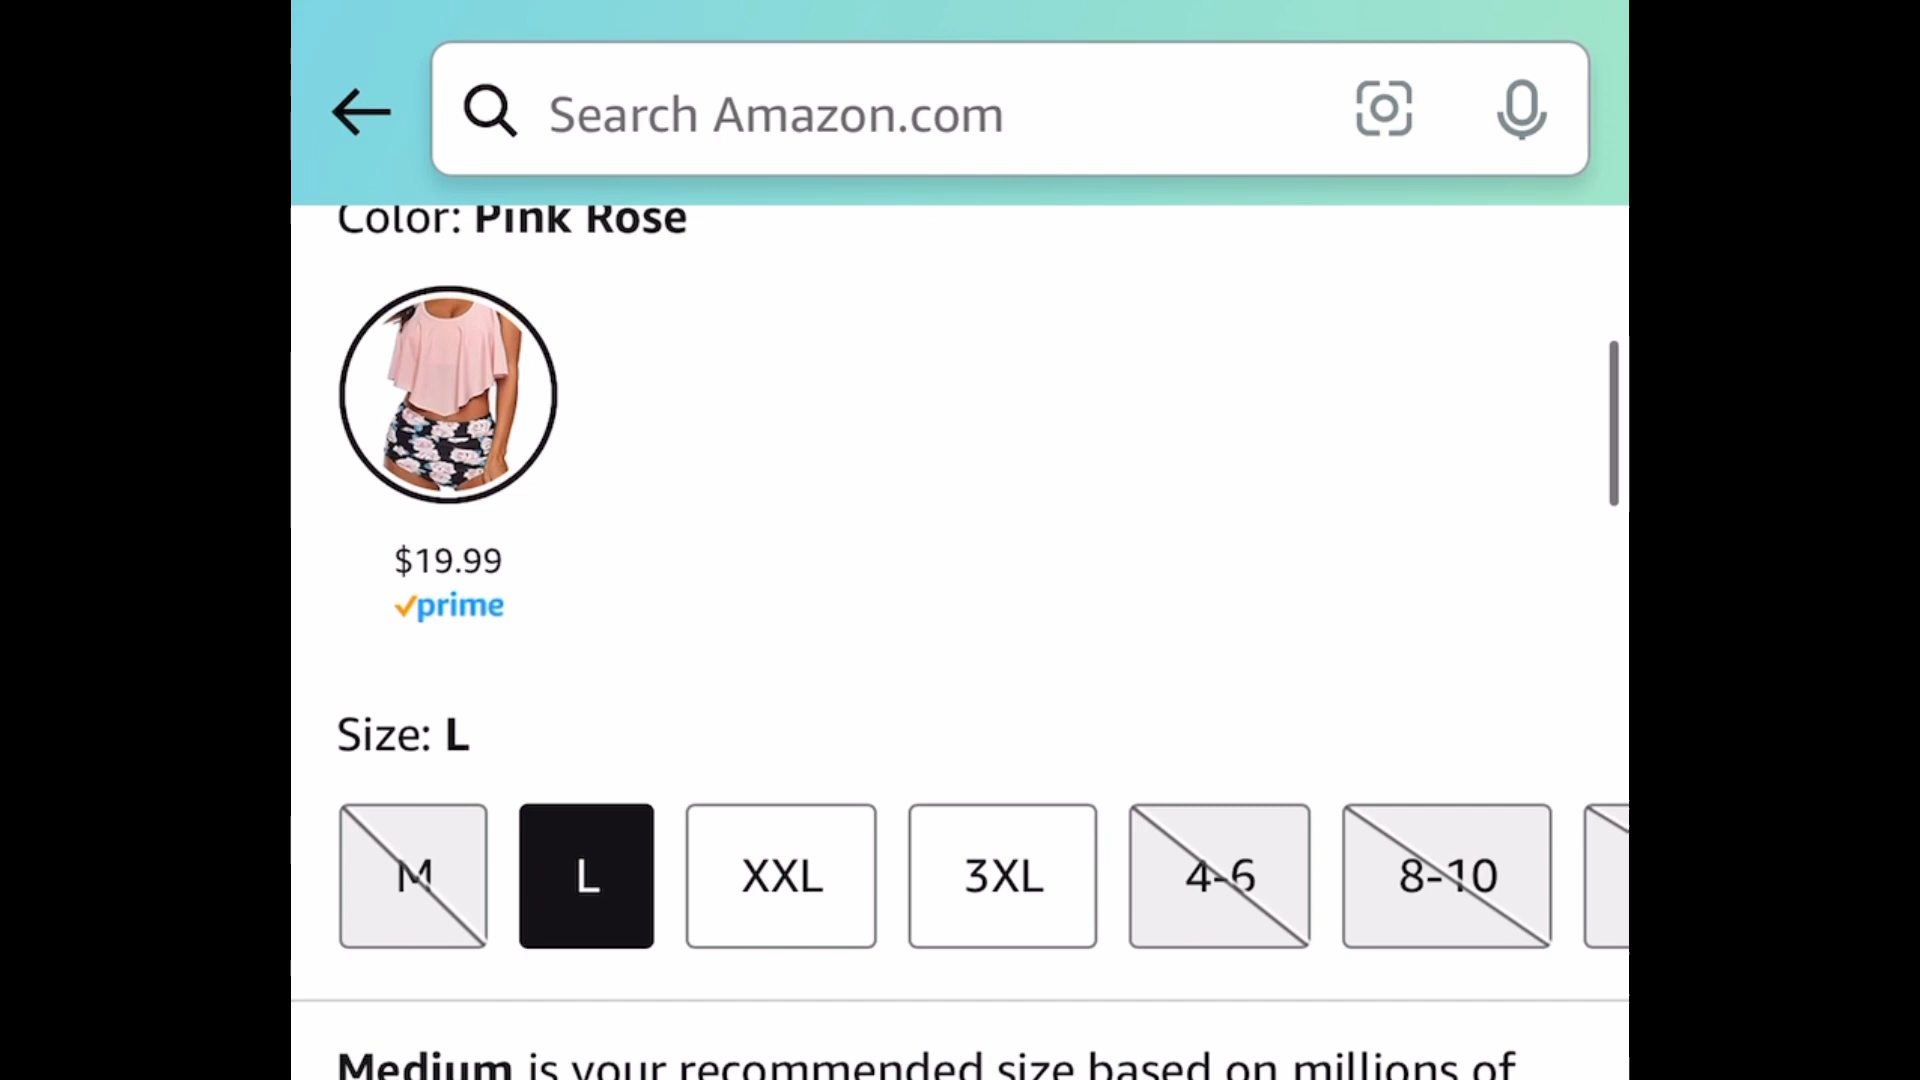 Search Amazon.com
Color: Pink Rose
$19.99
prime
Size: L
M
L
XXL
3XL
4-6
8-10
Medium is your recommended size based on millions of